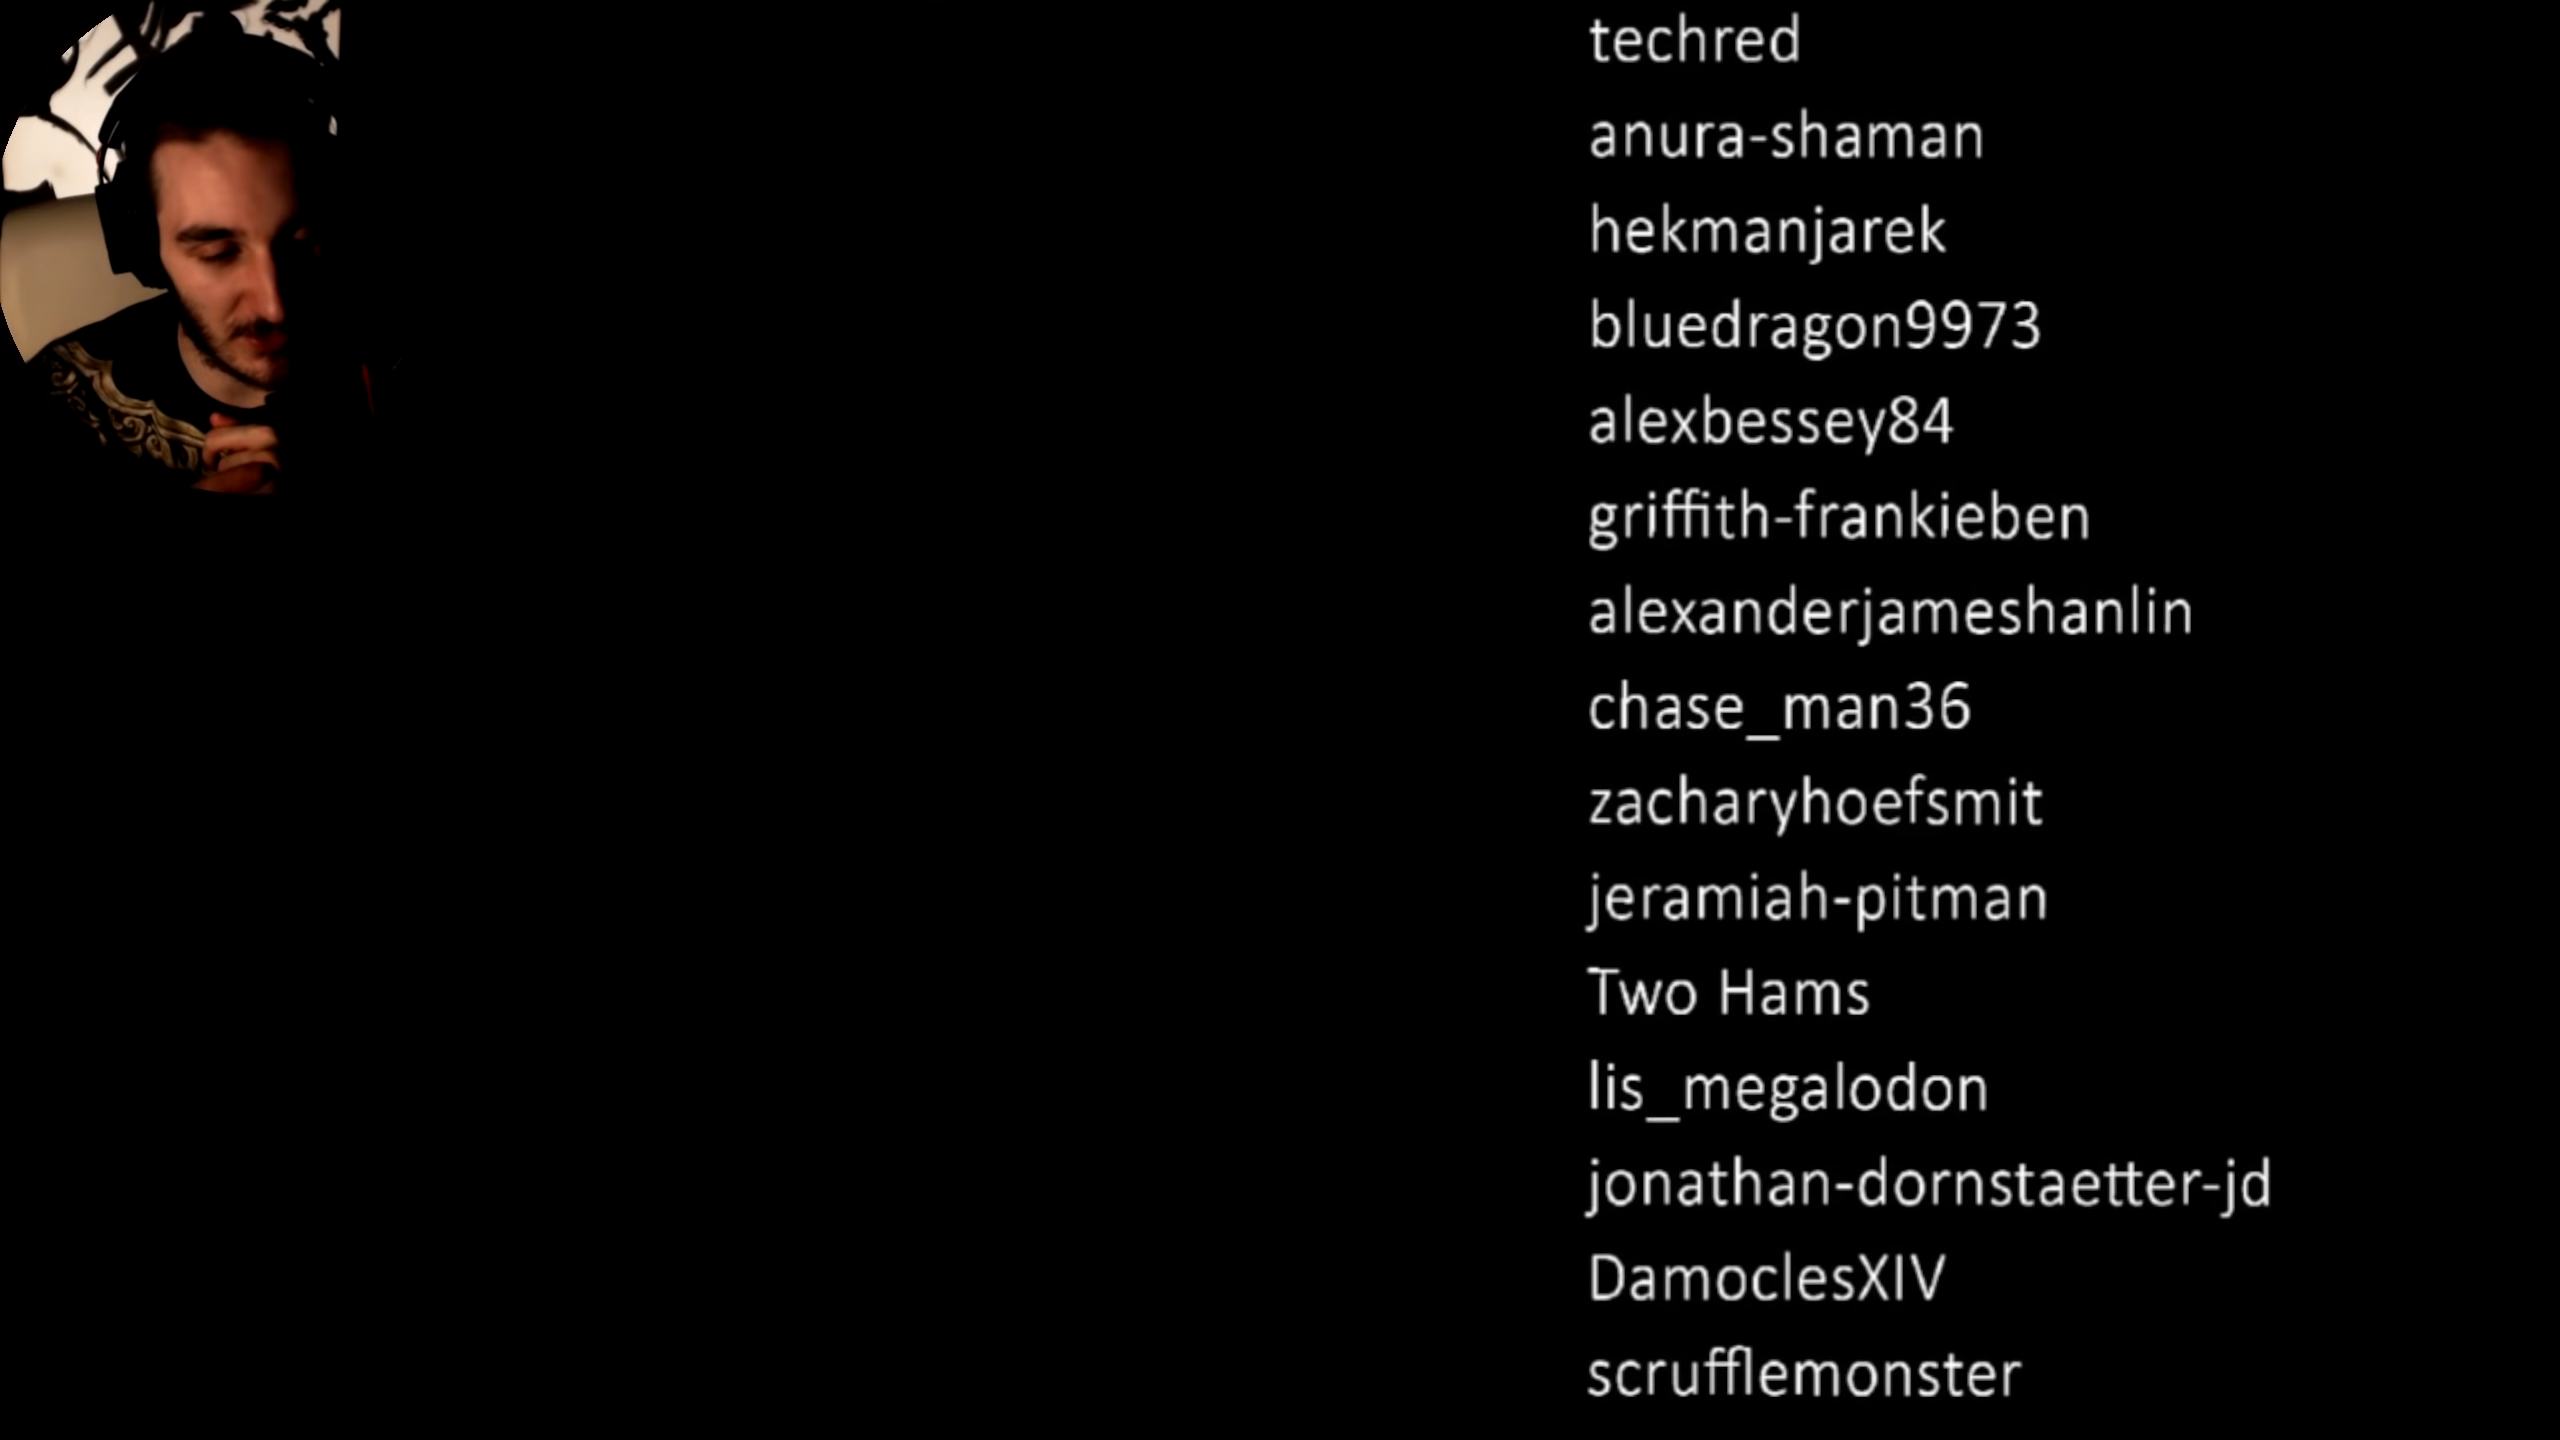 techred
anura-shaman
hekmanjarek
bluedragon9973
alexbessey84
griffith-frankieben
alexanderjameshanlin
chase_man36
zacharyhoefsmit
jeramiah-pitman
Two Hams
lis_megalodon
jonathan-dornstaetter-jd
DamoclesXIV
scrufflemonster